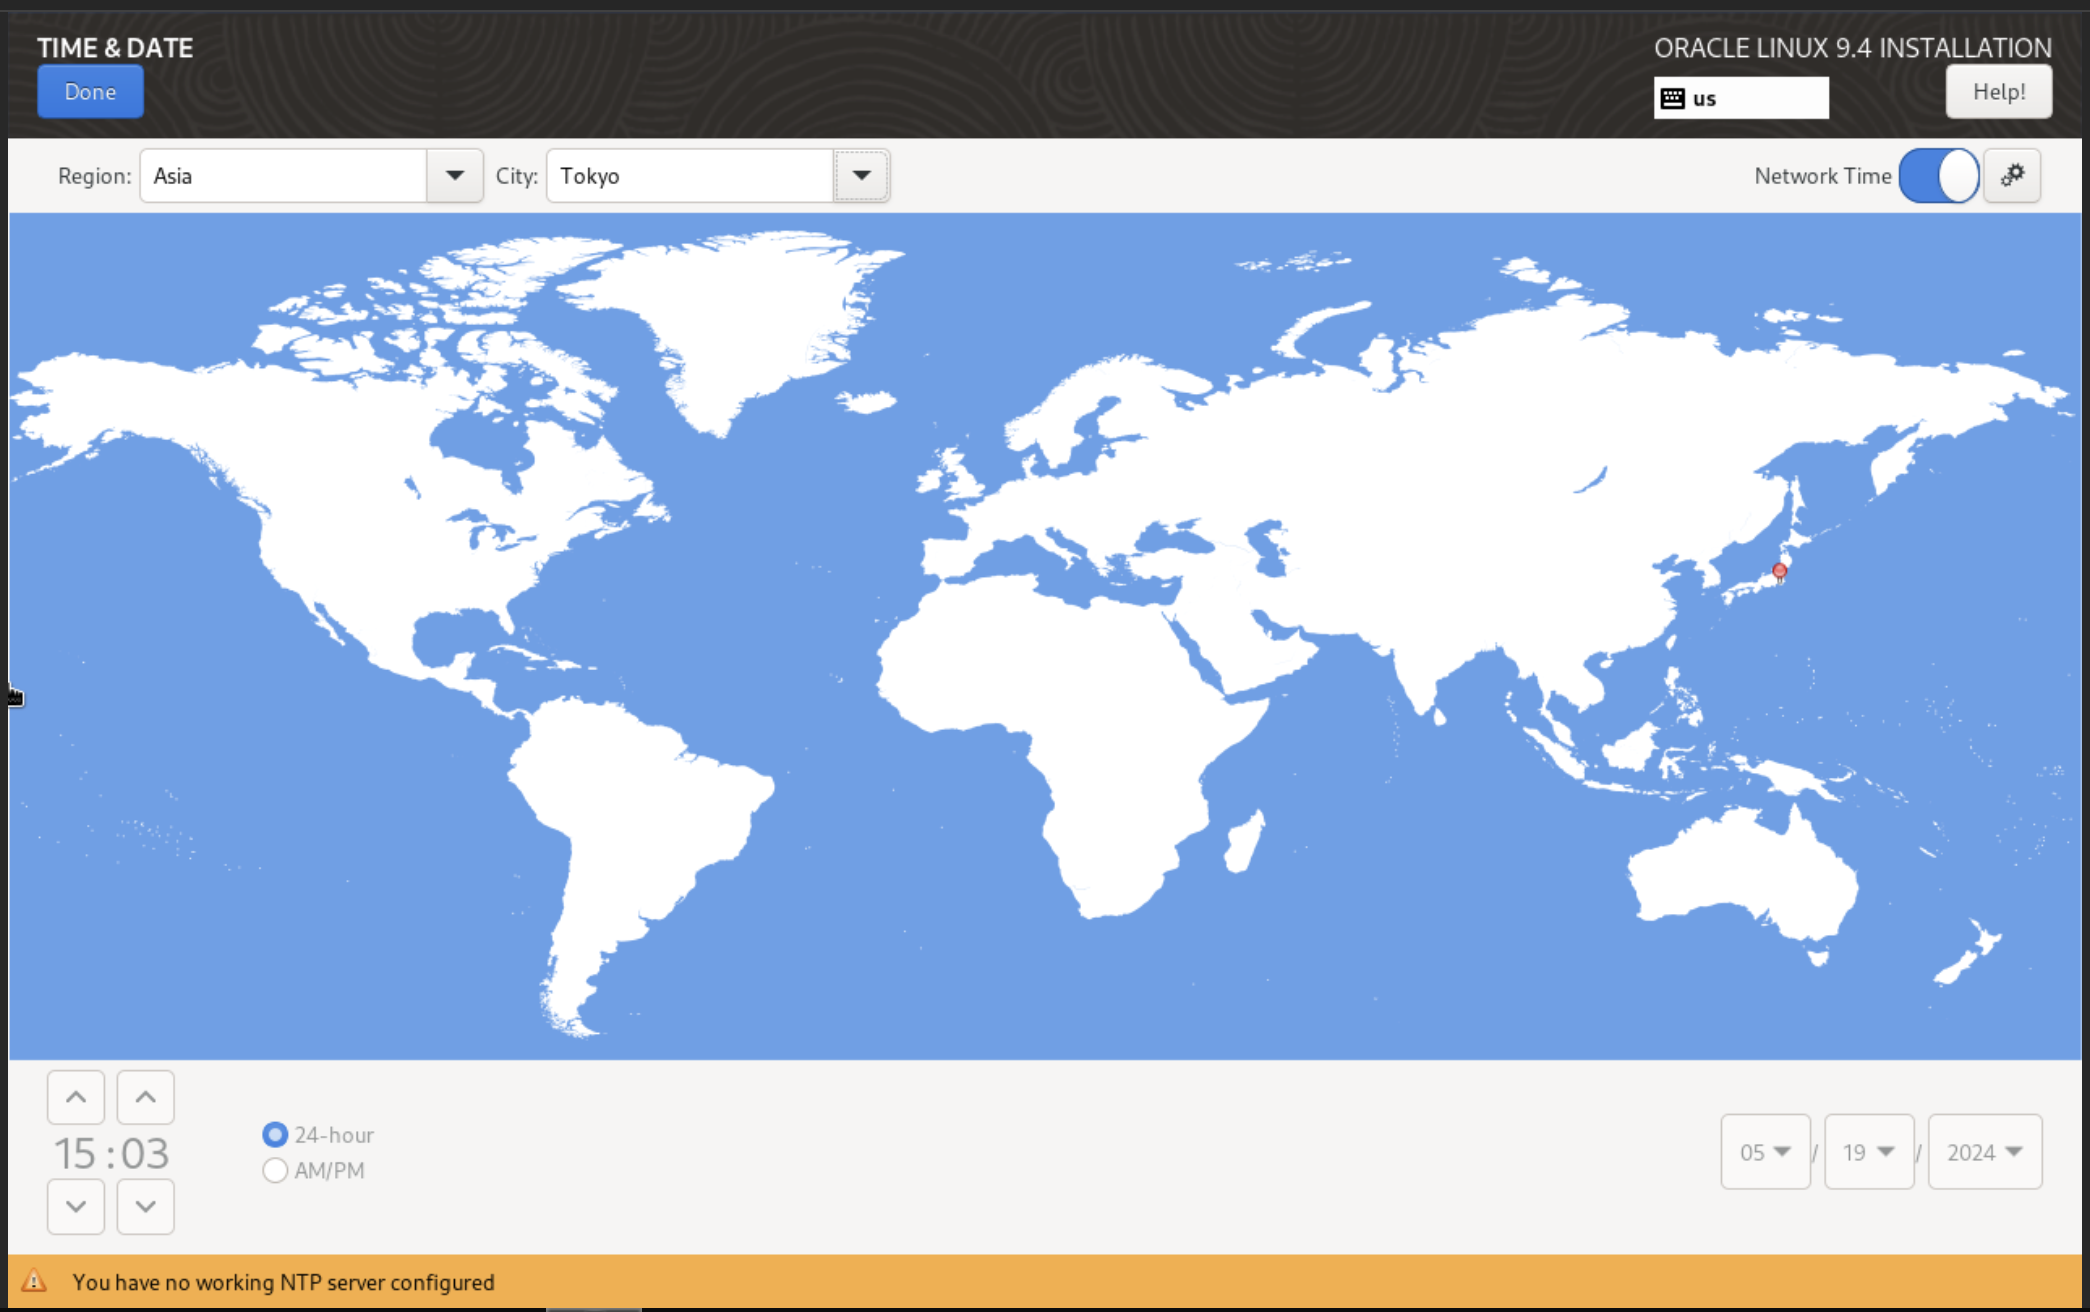 TIME & DATE
ORACLE LINUX 9.4 INSTALLATION
Done
us
Help!
Region:
Asia
City:
Tokyo
Network Time
15:03
24-hour
AM/PM
05 / 19 / 2024
You have no working NTP server configured